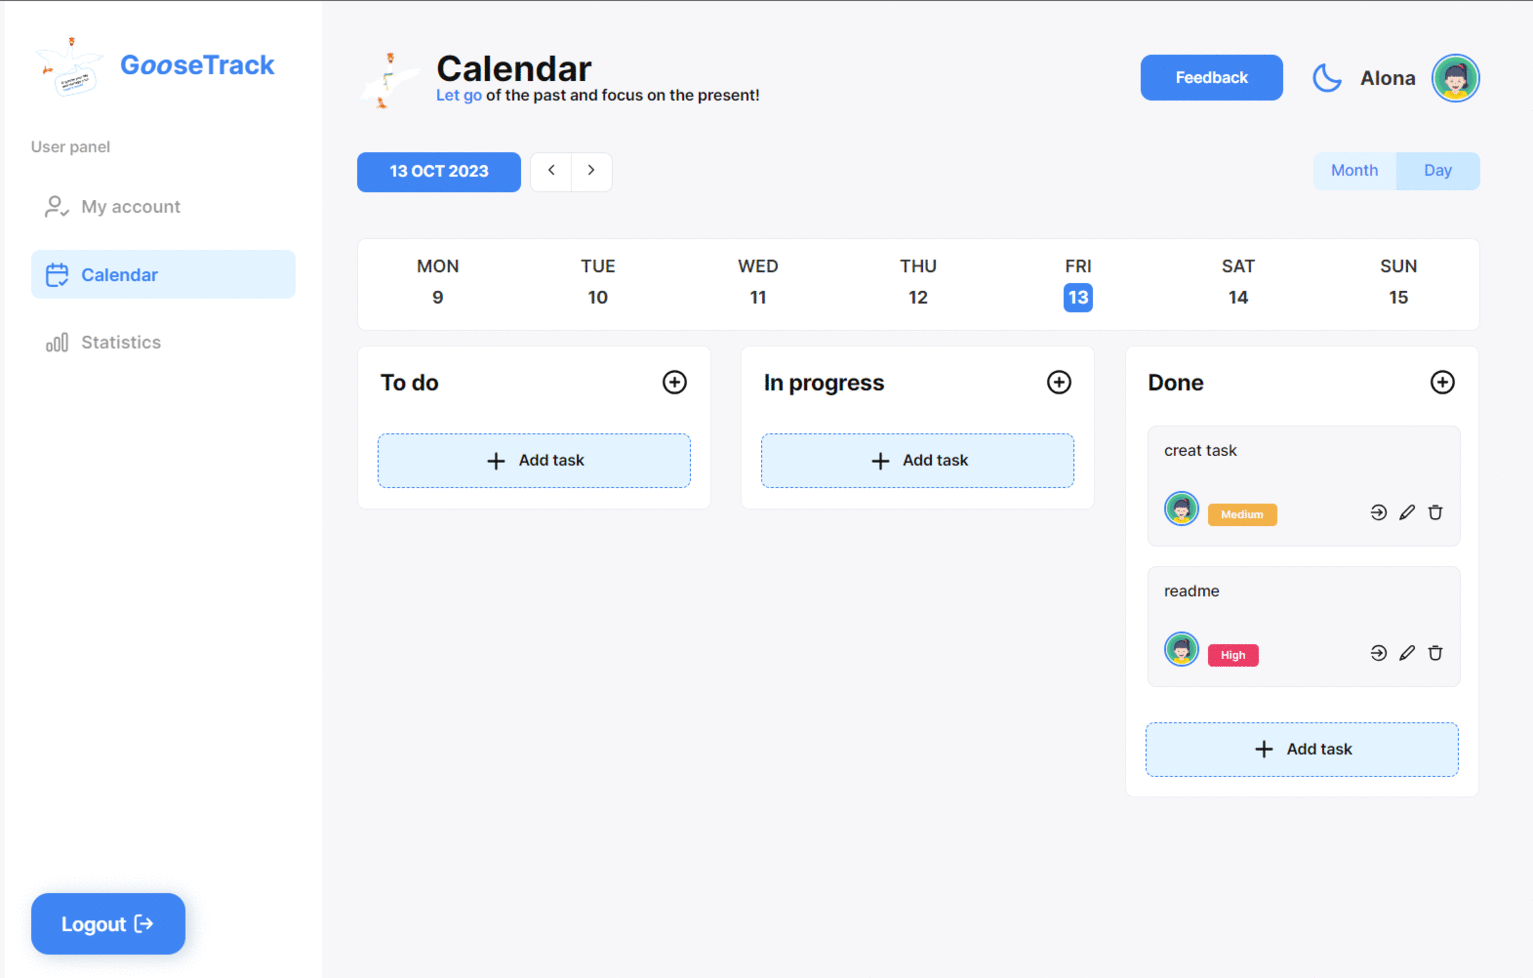 GooseTrack
User panel
My account
Calendar
Statistics
Logout
Calendar
Let go of the past and focus on the present!
Feedback
Alona
13 OCT 2023
Month
Day
MON TUE WED THU FRI SAT SUN
9 10 11 12 13 14 15
To do
Add task
In progress
Add task
Done
creat task
Medium
readme
High
Add task